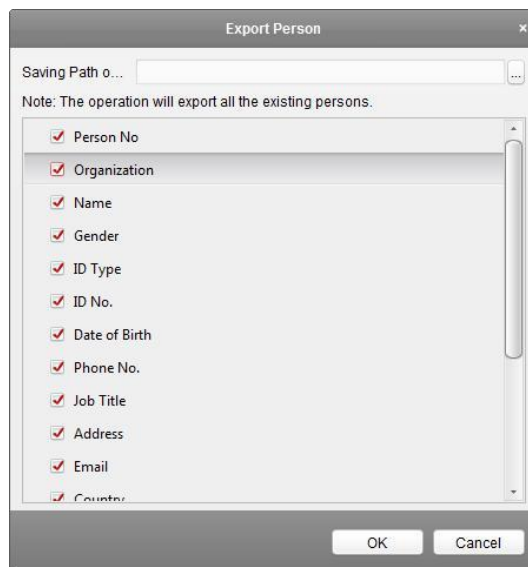 Export Person
Saving Path o...
...
Note: The operation will export all the existing persons.
Person No
Organization
Name
Gender
ID Type
ID No.
Date of Birth
Phone No.
Job Title
Address
Email
Country
OK Cancel